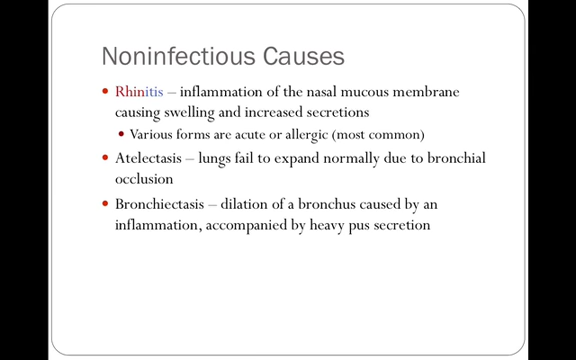 Noninfectious Causes
• Rhinitis – inflammation of the nasal mucous membrane
causing swelling and increased secretions
• Various forms are acute or allergic (most common)
• Atelectasis – lungs fail to expand normally due to bronchial
occlusion
• Bronchiectasis – dilation of a bronchus caused by an
inflammation, accompanied by heavy pus secretion